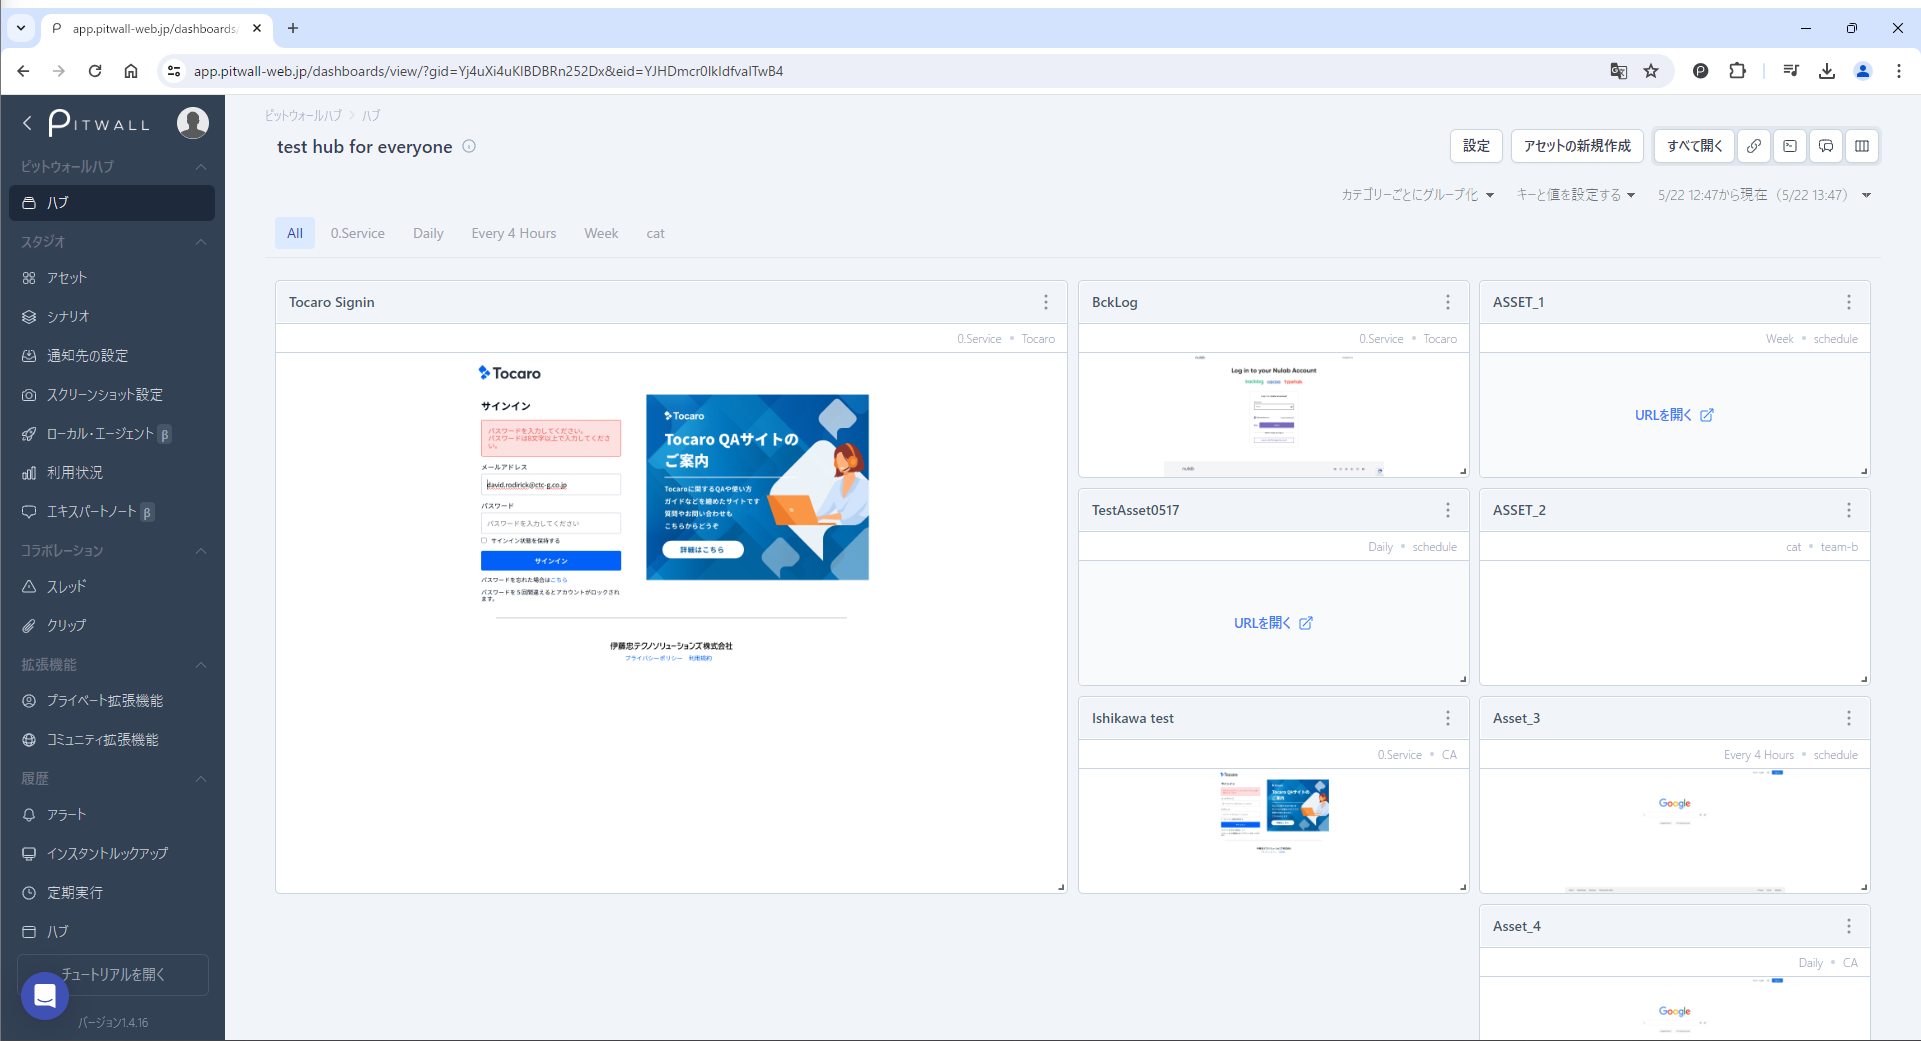 app.pitwall-web.jp/dashboards
app.pitwall-web.jp/dashboards/view/?gid=Yj4uXi4uKlBDBRn252Dx&eid=YJHDmcr0IkIdfvalTwB4
PITWALL
ピットウォールハブ
ハブ
スタジオ
アセット
シナリオ
通知先の設定
スクリーンショット設定
ローカル・エージェント β
利用状況
エキスパートノート β
コラボレーション
スレッド
クリップ
拡張機能
プライベート拡張機能
コミュニティ拡張機能
履歴
アラート
インスタントルックアップ
定期実行
ハブ
チュートリアルを開く
バージョン1.4.16
ピットウォールハブ > ハブ
test hub for everyone
設定
アセットの新規作成
すべて開く
カテゴリーごとにグループ化
キーと値を設定する
5/22 12:47から現在（5/22 13:47）
All
0.Service
Daily
Every 4 Hours
Week
cat
Tocaro Signin
0.Service • Tocaro
Tocaro
サインイン
パスワードを入力してください。
パスワードは8文字以上で入力してくださ
い。
メールアドレス
david.rodirick@ctc-g.co.jp
パスワード
パスワードを入力してください
サインイン状態を保持する
サインイン
パスワードを忘れた場合はこちら
パスワードを５回間違えるとアカウントがロックされ
ます。
Tocaro
Tocaro QAサイトの
ご案内
Tocaroに関するQAや使い方
ガイドなどを纏めたサイトです
質問やお問い合わせも
こちらからどうぞ
詳細はこちら
伊藤忠テクノソリューションズ株式会社
プライバシーポリシー 利用規約
BckLog
0.Service • Tocaro
nulab
Log in to your Nulab Account
backlog cacoo typetalk
nulab
TestAsset0517
Daily • schedule
URLを開く
Ishikawa test
0.Service • CA
Tocaro
サインイン
Tocaro QAサイトの
ご案内
ASSET_1
Week • schedule
URLを開く
ASSET_2
cat • team-b
Asset_3
Every 4 Hours • schedule
Google
Asset_4
Daily • CA
Google